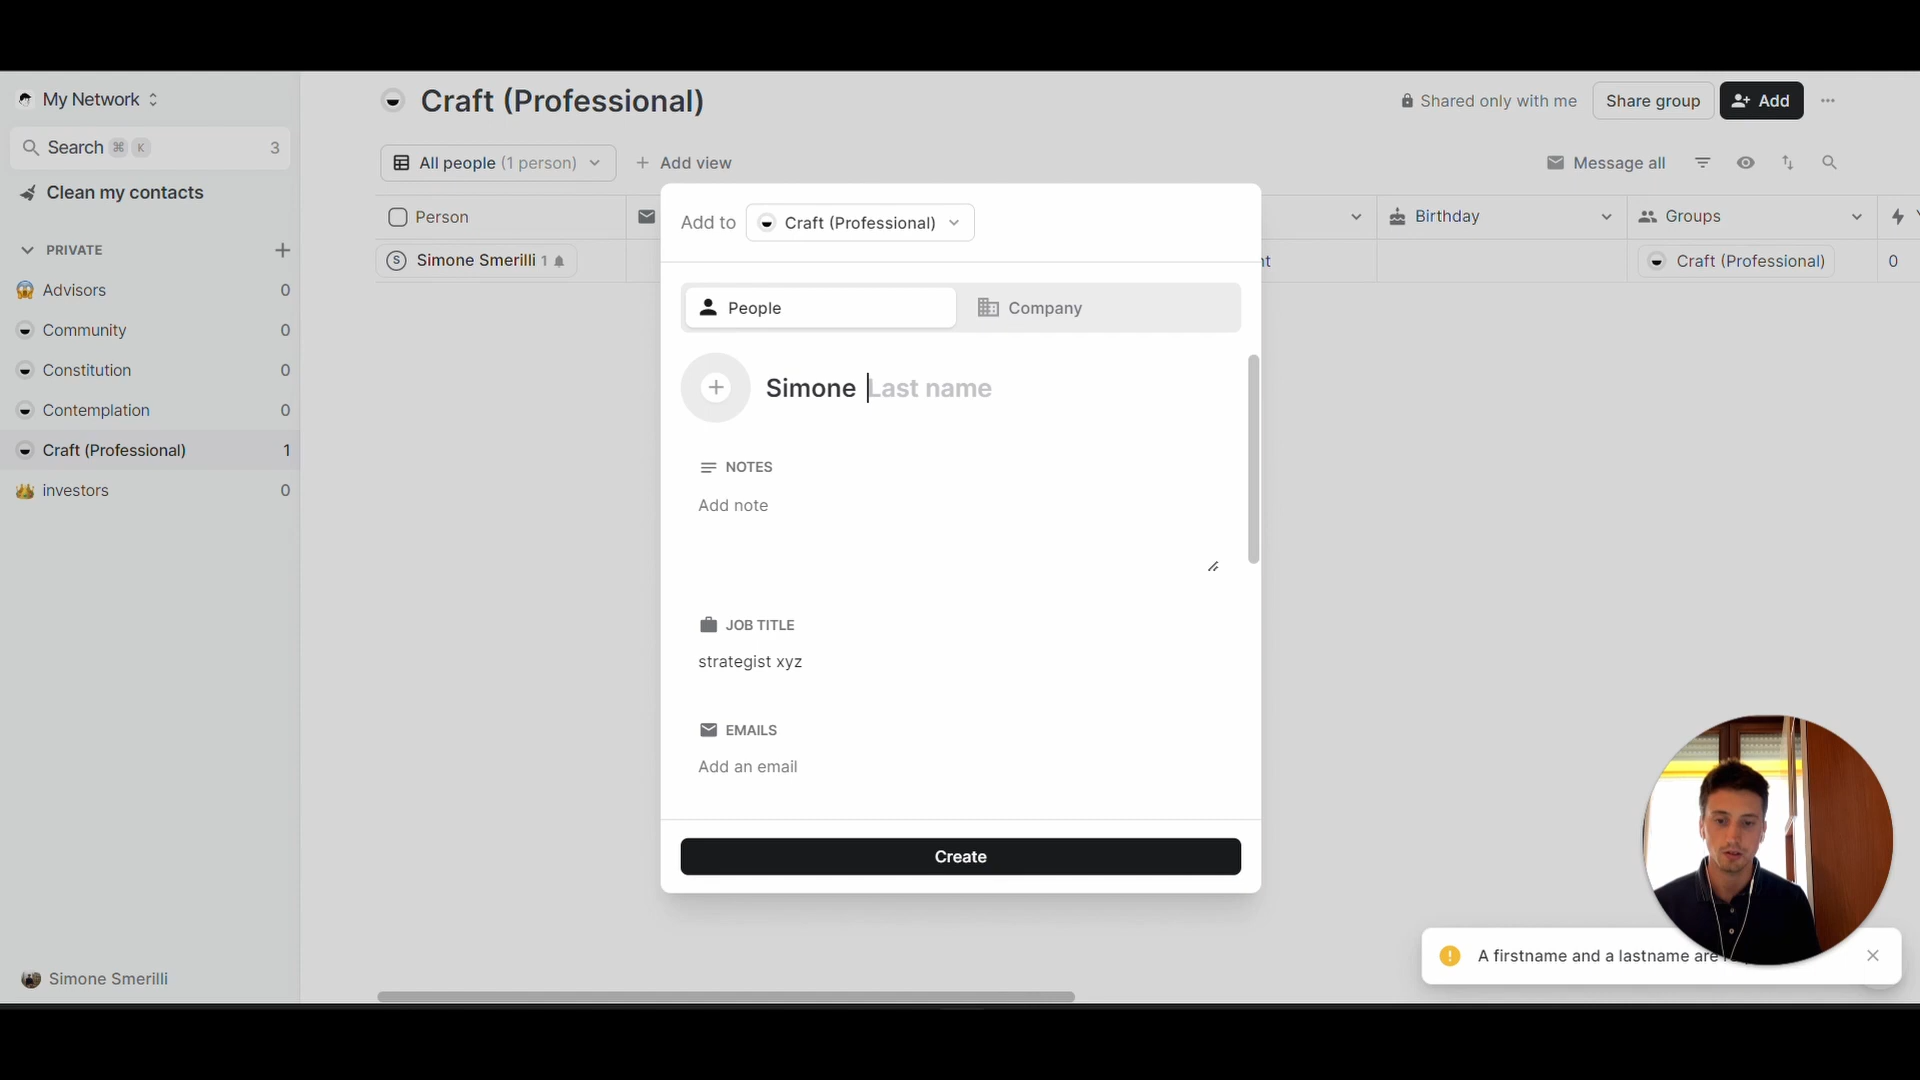 My Network
Search ⌘ K 3
Clean my contacts
PRIVATE
Advisors 0
Community 0
Constitution 0
Contemplation 0
Craft (Professional) 1
investors 0
Simone Smerilli
Craft (Professional)
Shared only with me
Share group
Add
All people (1 person)
Add view
Message all
Person
Birthday
Groups
Simone Smerilli 1
Craft (Professional)
0
Add to Craft (Professional)
People
Company
Simone Last name
NOTES
Add note
JOB TITLE
strategist xyz
EMAILS
Add an email
Create
A firstname and a lastname are